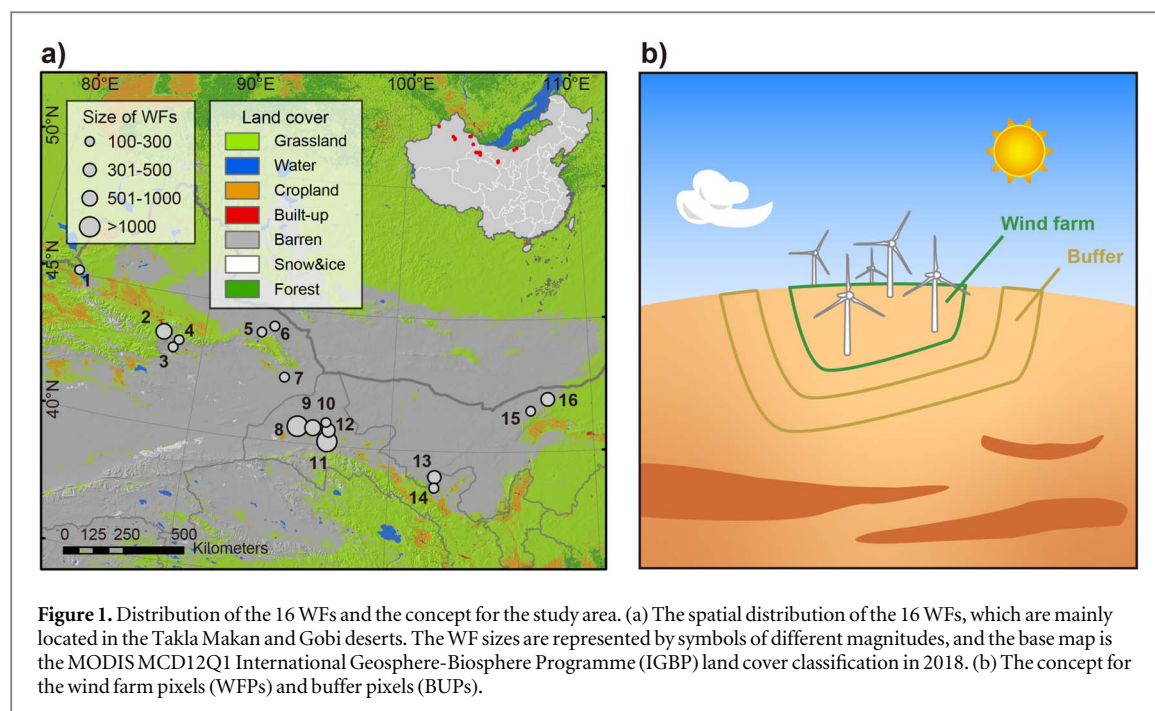 a)
80°E
90°E
100°E
110°E
50°N
45°N
40°N
Size of WFs
100-300
301-500
501-1000
>1000
Land cover
Grassland
Water
Cropland
Built-up
Barren
Snow&ice
Forest
1
2
4
3
5
6
7
9
10
8
12
11
13
14
15
16
0 125 250 500
Kilometers
b)
Wind farm
Buffer
Figure 1. Distribution of the 16 WFs and the concept for the study area. (a) The spatial distribution of the 16 WFs, which are mainly
located in the Takla Makan and Gobi deserts. The WF sizes are represented by symbols of different magnitudes, and the base map is
the MODIS MCD12Q1 International Geosphere-Biosphere Programme (IGBP) land cover classification in 2018. (b) The concept for
the wind farm pixels (WFPs) and buffer pixels (BUPs).